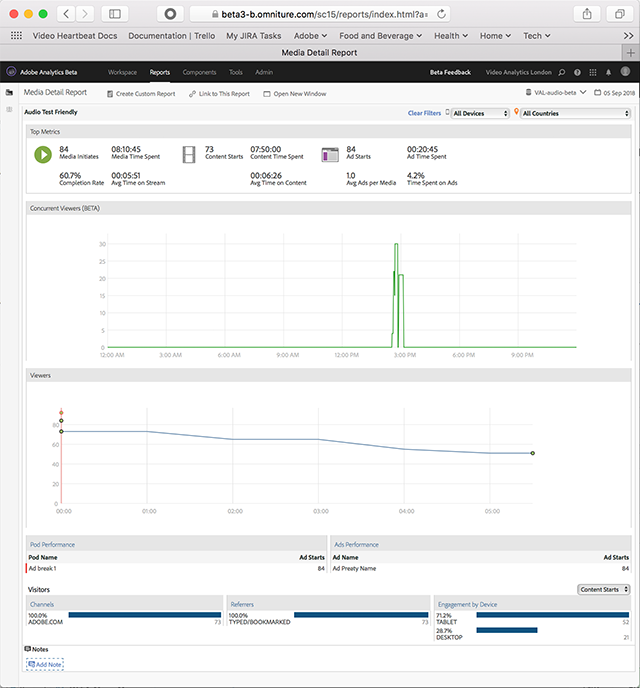 beta3-b.omniture.com/sc15/reports/index.html?a=
Video Heartbeat Docs Documentation | Trello My JIRA Tasks Adobe Food and Beverage Health Home Tech >>
Media Detail Report +
Adobe Analytics Beta Workspace Reports Components Tools Admin Beta Feedback Video Analytics London
Media Detail Report Create Custom Report Link to This Report Open New Window VAL-audio-beta 05 Sep 2018
Audio Test Friendly Clear Filters All Devices All Countries
Top Metrics
84 08:10:45 73 07:50:00 84 00:20:45
Media Initiates Media Time Spent Content Starts Content Time Spent Ad Starts Ad Time Spent
60.7% 00:05:51 00:06:26 1.0 4.2%
Completion Rate Avg Time on Stream Avg Time on Content Avg Ads per Media Time Spent on Ads
Concurrent Viewers (BETA)
30
25
20
15
10
5
0
12:00 AM 3:00 AM 6:00 AM 9:00 AM 12:00 PM 3:00 PM 6:00 PM 9:00 PM
Viewers
80
60
40
20
0
00:00 01:00 02:00 03:00 04:00 05:00
Pod Performance Ads Performance
Pod Name Ad Starts Ad Name Ad Starts
Ad break1 84 Ad Preety Name 84
Visitors Content Starts
Channels Referrers Engagement by Device
100.0% 100.0% 71.2%
ADOBE.COM 73 TYPED/BOOKMARKED 73 TABLET 52
28.7%
DESKTOP 21
Notes
Add Note